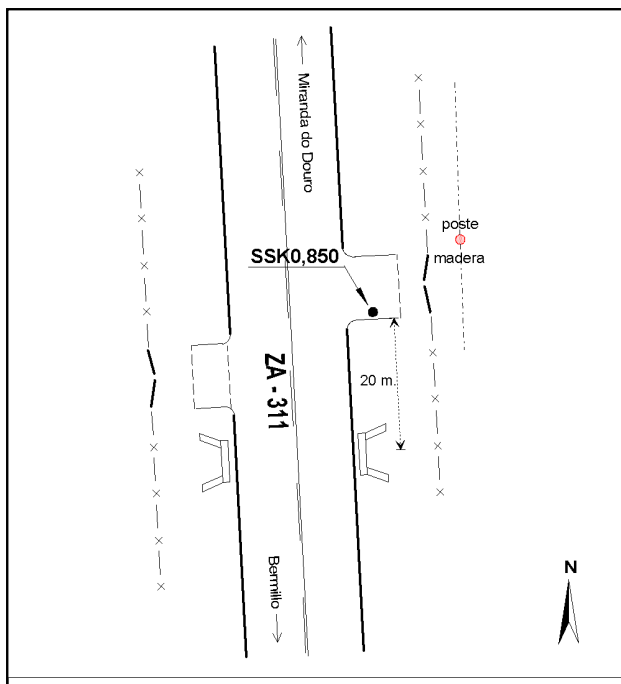 Miranda do Douro
poste
madera
SSK0,850
ZA - 311
20 m.
Bermillo
N